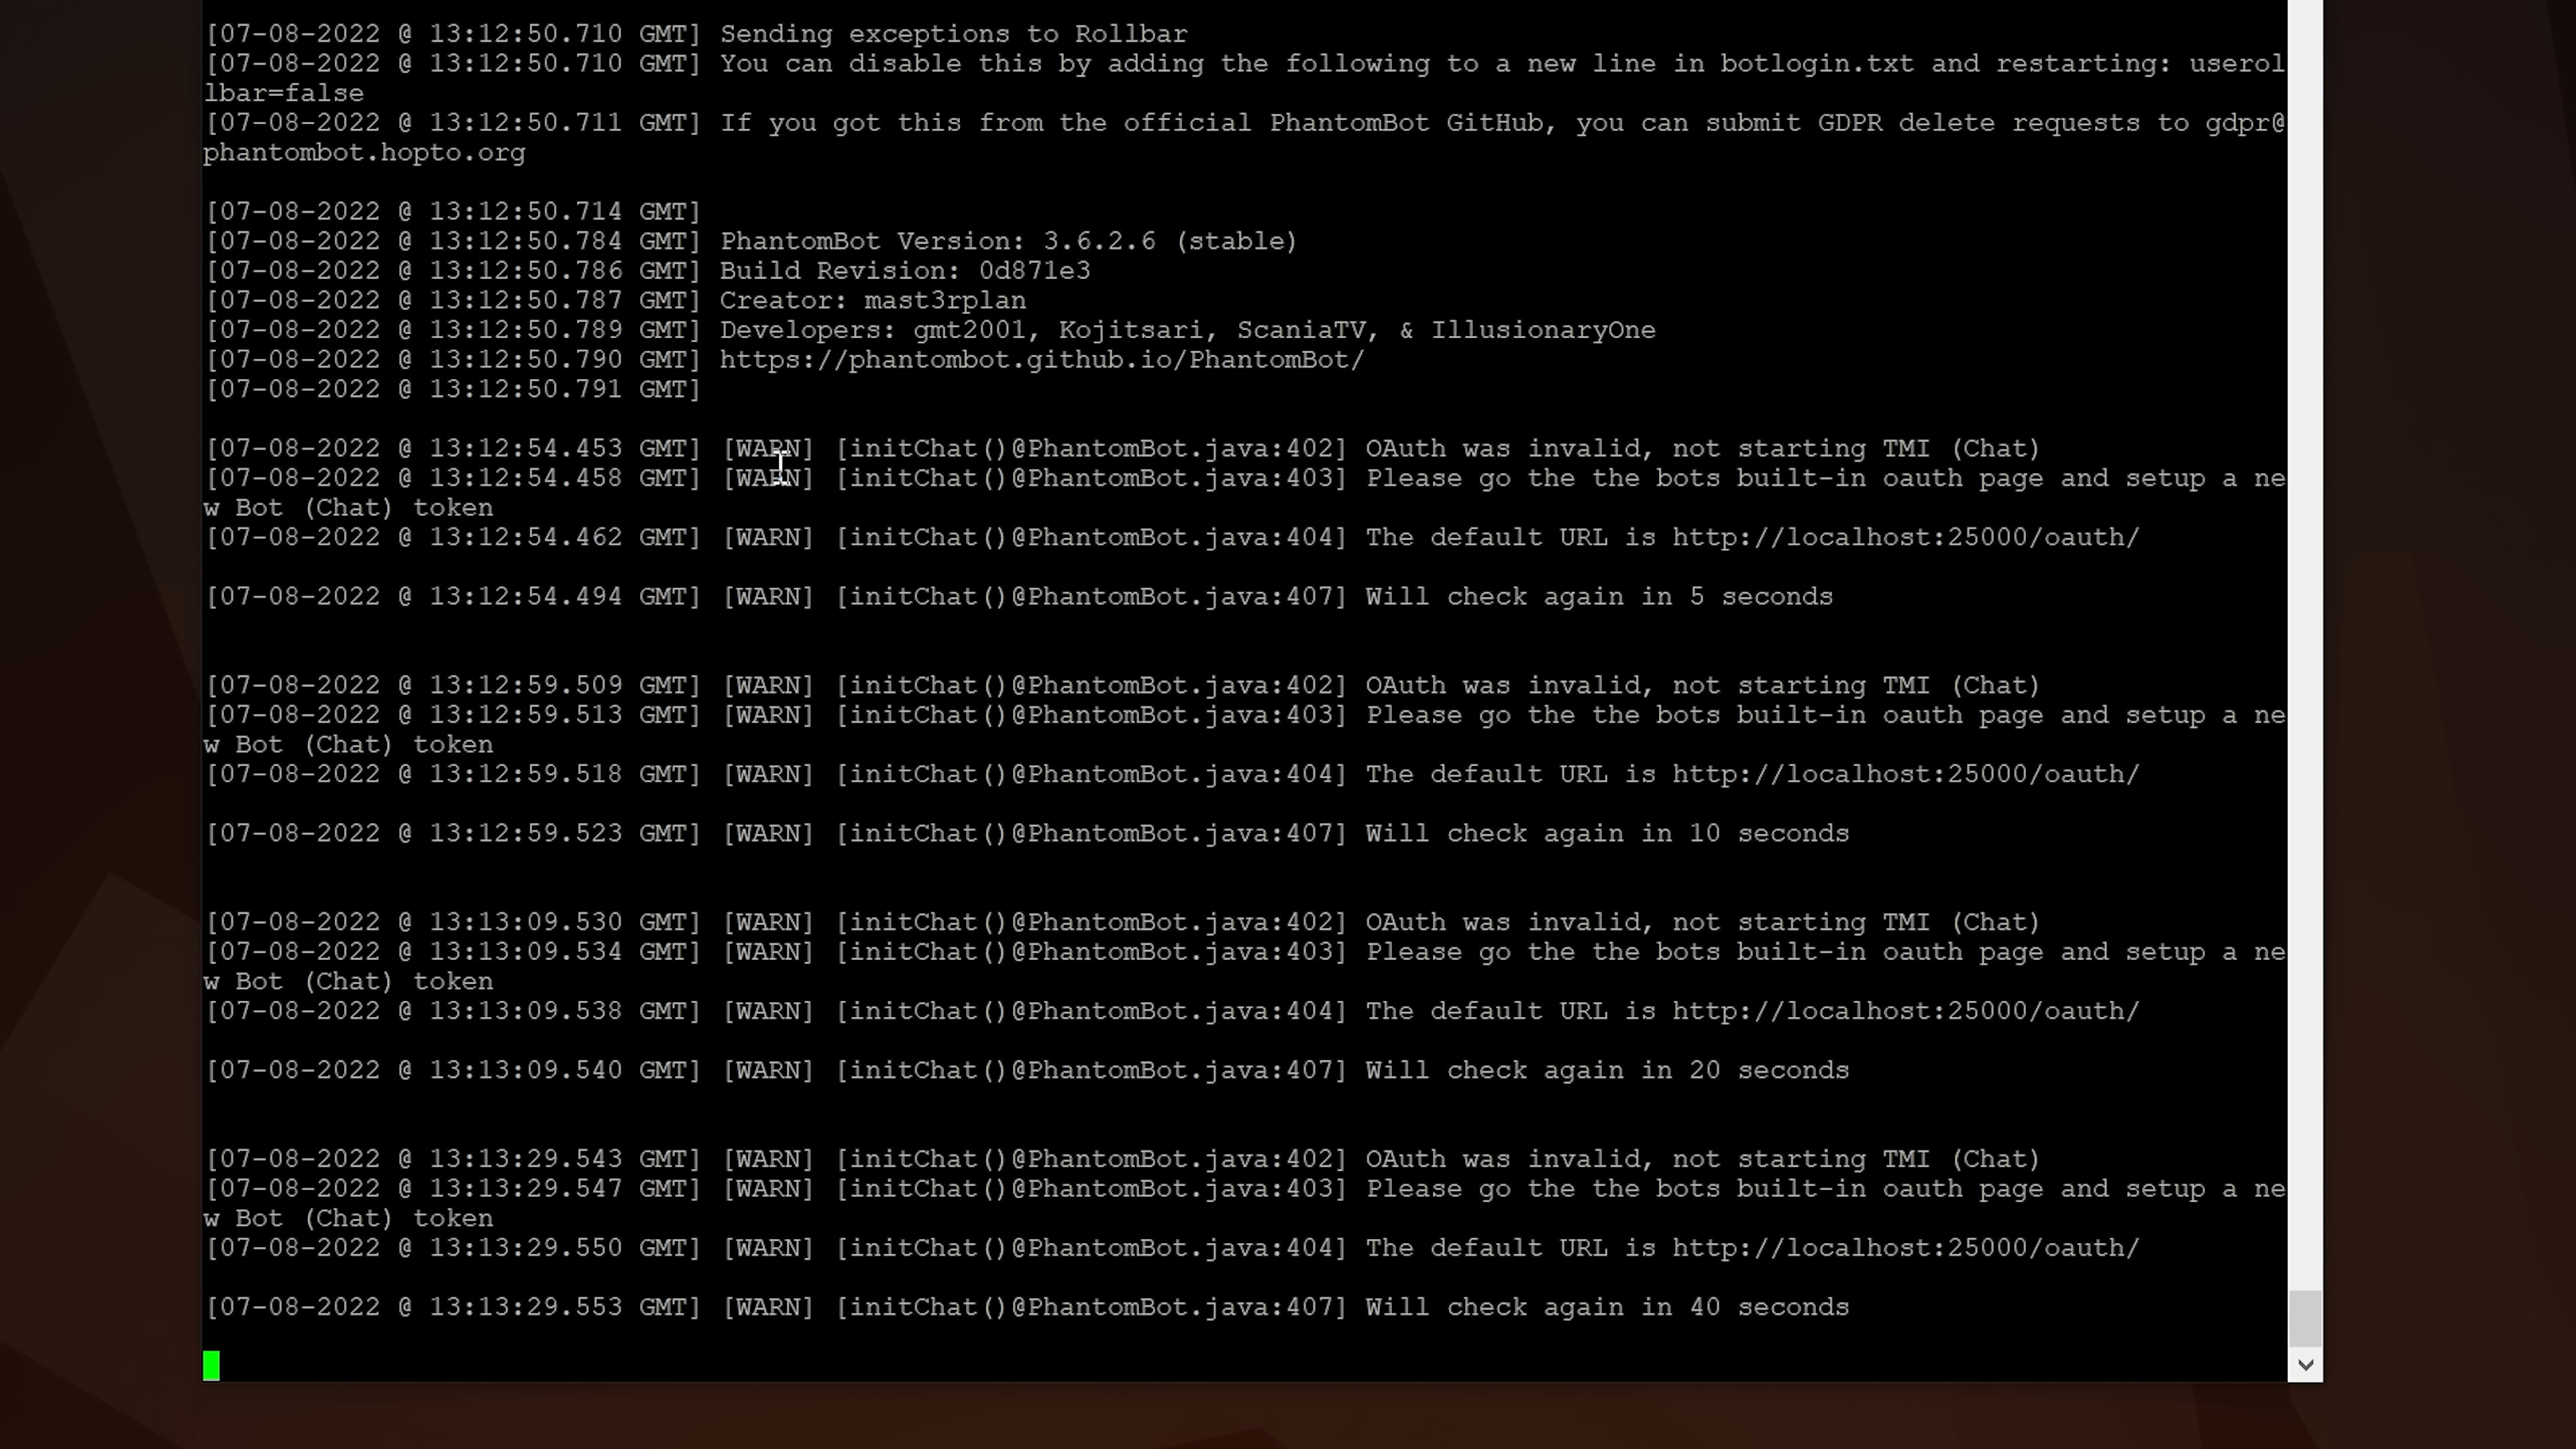 [07-08-2022 @ 13:12:50.710 GMT] Sending exceptions to Rollbar
[07-08-2022 @ 13:12:50.710 GMT] You can disable this by adding the following to a new line in botlogin.txt and restarting: userol
lbar=false
[07-08-2022 @ 13:12:50.711 GMT] If you got this from the official PhantomBot GitHub, you can submit GDPR delete requests to gdpr@
phantombot.hopto.org
[07-08-2022 @ 13:12:50.714 GMT]
[07-08-2022 @ 13:12:50.784 GMT] PhantomBot Version: 3.6.2.6 (stable)
[07-08-2022 @ 13:12:50.786 GMT] Build Revision: 0d871e3
[07-08-2022 @ 13:12:50.787 GMT] Creator: mast3rplan
[07-08-2022 @ 13:12:50.789 GMT] Developers: gmt2001, Kojitsari, ScaniaTV, & IllusionaryOne
[07-08-2022 @ 13:12:50.790 GMT] https://phantombot.github.io/PhantomBot/
[07-08-2022 @ 13:12:50.791 GMT]
[07-08-2022 @ 13:12:54.453 GMT] [WARN] [initChat()@PhantomBot.java:402] OAuth was invalid, not starting TMI (Chat)
[07-08-2022 @ 13:12:54.458 GMT] [WARN] [initChat()@PhantomBot.java:403] Please go the the bots built-in oauth page and setup a ne
w Bot (Chat) token
[07-08-2022 @ 13:12:54.462 GMT] [WARN] [initChat()@PhantomBot.java:404] The default URL is http://localhost:25000/oauth/
[07-08-2022 @ 13:12:54.494 GMT] [WARN] [initChat()@PhantomBot.java:407] Will check again in 5 seconds
[07-08-2022 @ 13:12:59.509 GMT] [WARN] [initChat()@PhantomBot.java:402] OAuth was invalid, not starting TMI (Chat)
[07-08-2022 @ 13:12:59.513 GMT] [WARN] [initChat()@PhantomBot.java:403] Please go the the bots built-in oauth page and setup a ne
w Bot (Chat) token
[07-08-2022 @ 13:12:59.518 GMT] [WARN] [initChat()@PhantomBot.java:404] The default URL is http://localhost:25000/oauth/
[07-08-2022 @ 13:12:59.523 GMT] [WARN] [initChat()@PhantomBot.java:407] Will check again in 10 seconds
[07-08-2022 @ 13:13:09.530 GMT] [WARN] [initChat()@PhantomBot.java:402] OAuth was invalid, not starting TMI (Chat)
[07-08-2022 @ 13:13:09.534 GMT] [WARN] [initChat()@PhantomBot.java:403] Please go the the bots built-in oauth page and setup a ne
w Bot (Chat) token
[07-08-2022 @ 13:13:09.538 GMT] [WARN] [initChat()@PhantomBot.java:404] The default URL is http://localhost:25000/oauth/
[07-08-2022 @ 13:13:09.540 GMT] [WARN] [initChat()@PhantomBot.java:407] Will check again in 20 seconds
[07-08-2022 @ 13:13:29.543 GMT] [WARN] [initChat()@PhantomBot.java:402] OAuth was invalid, not starting TMI (Chat)
[07-08-2022 @ 13:13:29.547 GMT] [WARN] [initChat()@PhantomBot.java:403] Please go the the bots built-in oauth page and setup a ne
w Bot (Chat) token
[07-08-2022 @ 13:13:29.550 GMT] [WARN] [initChat()@PhantomBot.java:404] The default URL is http://localhost:25000/oauth/
[07-08-2022 @ 13:13:29.553 GMT] [WARN] [initChat()@PhantomBot.java:407] Will check again in 40 seconds